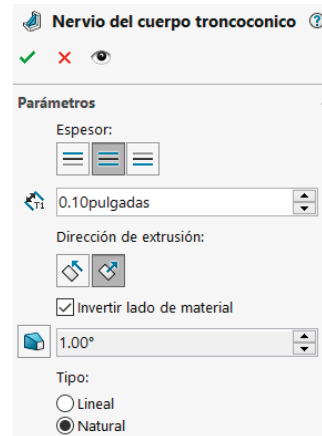 Nervio del cuerpo troncoconico
Parámetros
Espesor:
T1
0.10pulgadas
Dirección de extrusión:
Invertir lado de material
1.00°
Tipo:
Lineal
Natural